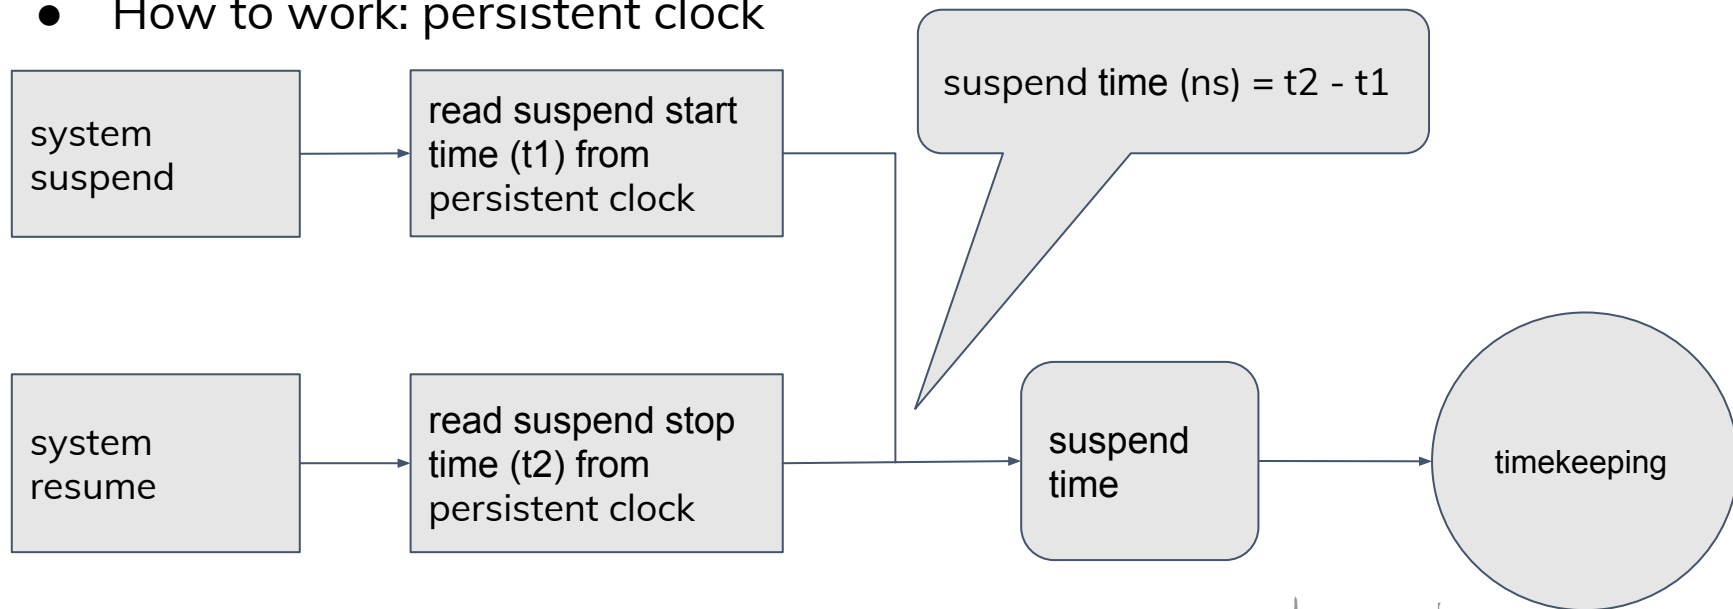 ● How to work: persistent clock
suspend time (ns) = t2 - t1
system
suspend
read suspend start
time (t1) from
persistent clock
system
resume
read suspend stop
time (t2) from
persistent clock
suspend
time
timekeeping